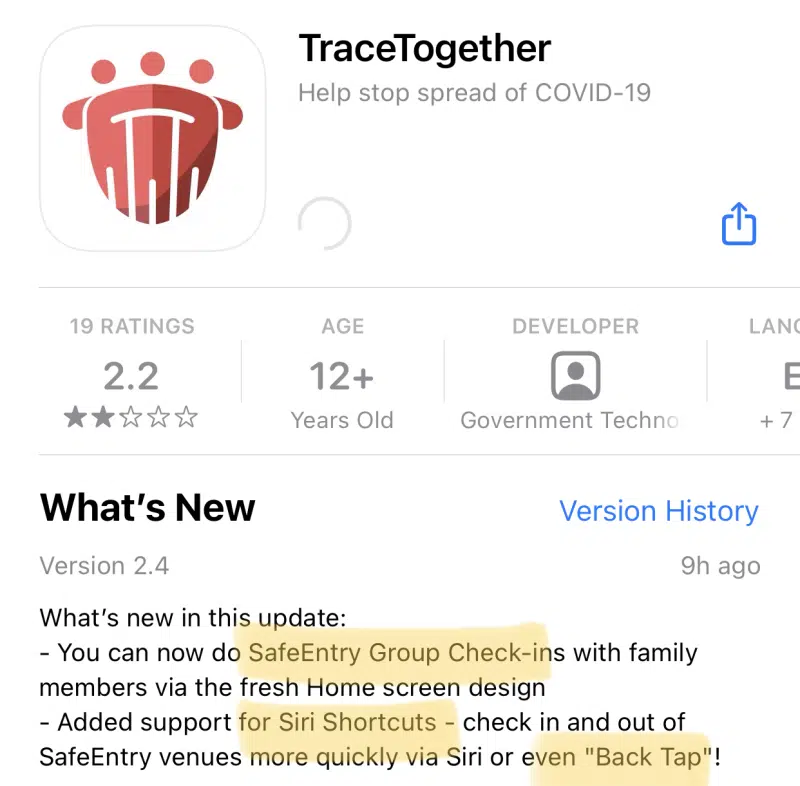 TraceTogether
Help stop spread of COVID-19
19 RATINGS
2.2
AGE
12+
Years Old
DEVELOPER
Government Techno
LANG
E
+ 7
What's New
Version History
Version 2.4
9h ago
What's new in this update:
- You can now do SafeEntry Group Check-ins with family
members via the fresh Home screen design
- Added support for Siri Shortcuts - check in and out of
SafeEntry venues more quickly via Siri or even "Back Tap"!